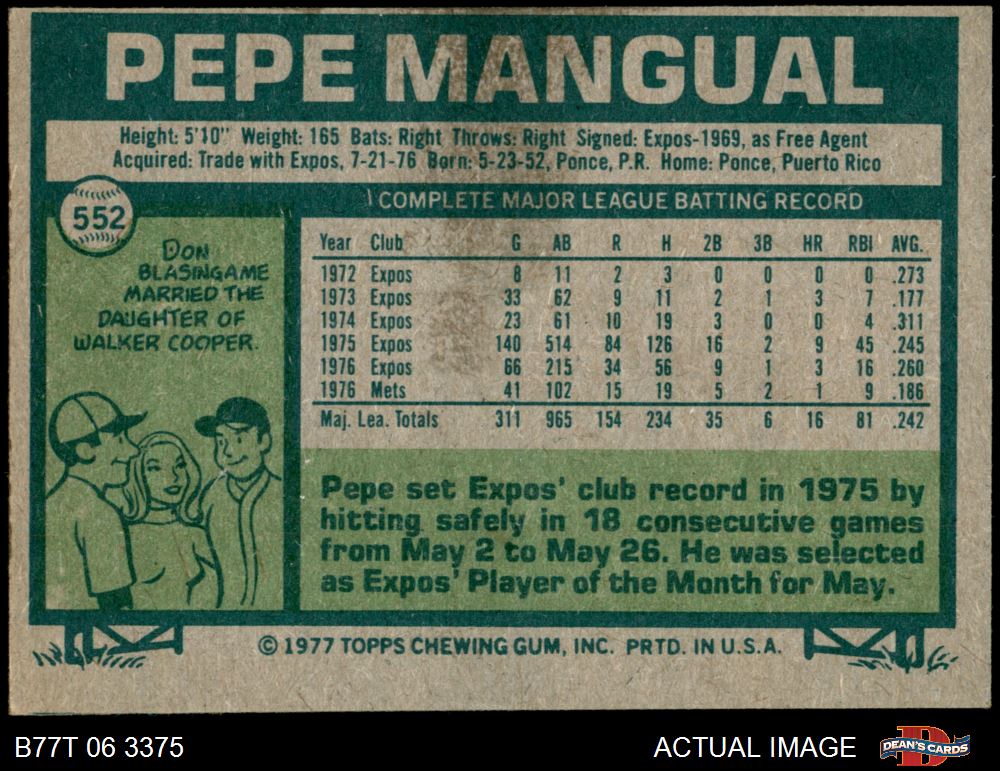 PEPE MANGUAL
Height: 5'10" Weight: 165 Bats: Right Throws: Right Signed: Expos-1969, as Free Agent
Acquired: Trade with Expos, 7-21-76 Born: 5-23-52, Ponce, P.R. Home: Ponce, Puerto Rico
552
DON
BLASINGAME
MARRIED THE
DAUGHTER OF
WALKER COOPER.
COMPLETE MAJOR LEAGUE BATTING RECORD
Year Club G AB R H 2B 3B HR RBI AVG.
1972 Expos 8 11 2 3 0 0 0 0 .273
1973 Expos 33 62 9 11 2 1 3 7 .177
1974 Expos 23 61 10 19 3 0 0 4 .311
1975 Expos 140 514 84 126 16 2 9 45 .245
1976 Expos 66 215 34 56 9 1 3 16 .260
1976 Mets 41 102 15 19 5 2 1 9 .186
Maj. Lea. Totals 311 965 154 234 35 6 16 81 .242
Pepe set Expos' club record in 1975 by
hitting safely in 18 consecutive games
from May 2 to May 26. He was selected
as Expos' Player of the Month for May.
© 1977 TOPPS CHEWING GUM, INC. PRTD. IN U.S.A.
B77T 06 3375
ACTUAL IMAGE
DEAN'S CARDS